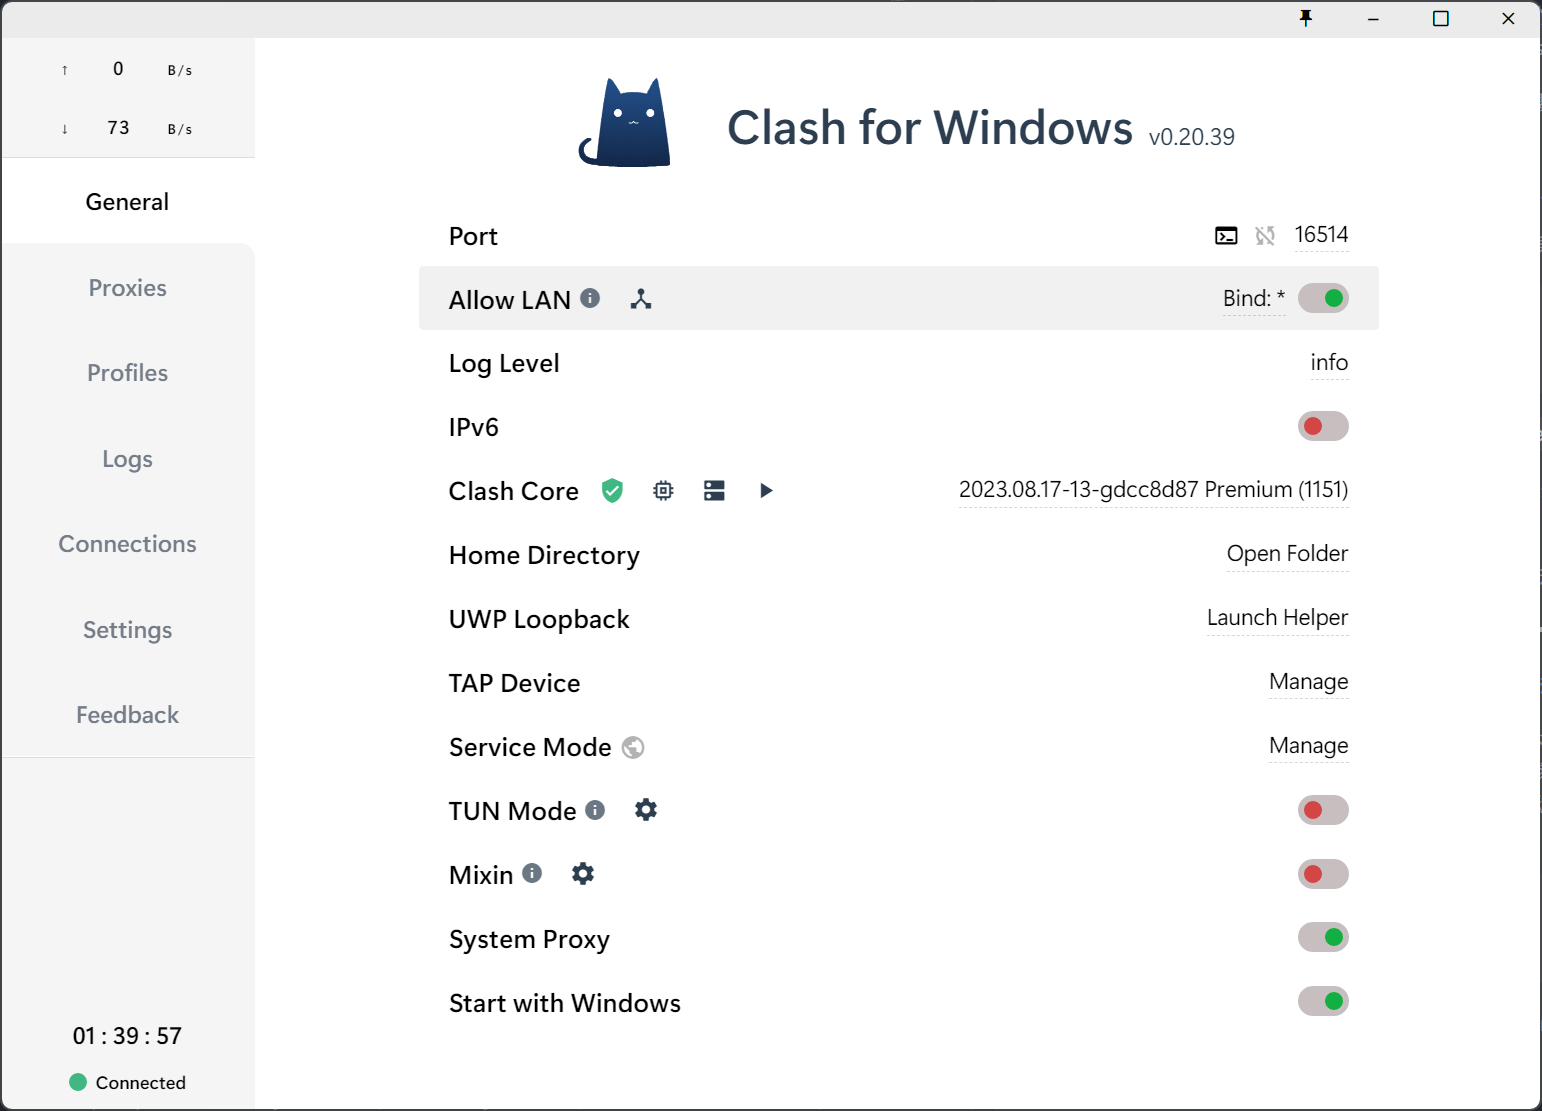 ↑ 0 B/s
↓ 73 B/s
General
Proxies
Profiles
Logs
Connections
Settings
Feedback
01 : 39 : 57
Connected
Clash for Windows v0.20.39
Port 16514
Allow LAN Bind: *
Log Level info
IPv6
Clash Core 2023.08.17-13-gdcc8d87 Premium (1151)
Home Directory Open Folder
UWP Loopback Launch Helper
TAP Device Manage
Service Mode Manage
TUN Mode
Mixin
System Proxy
Start with Windows